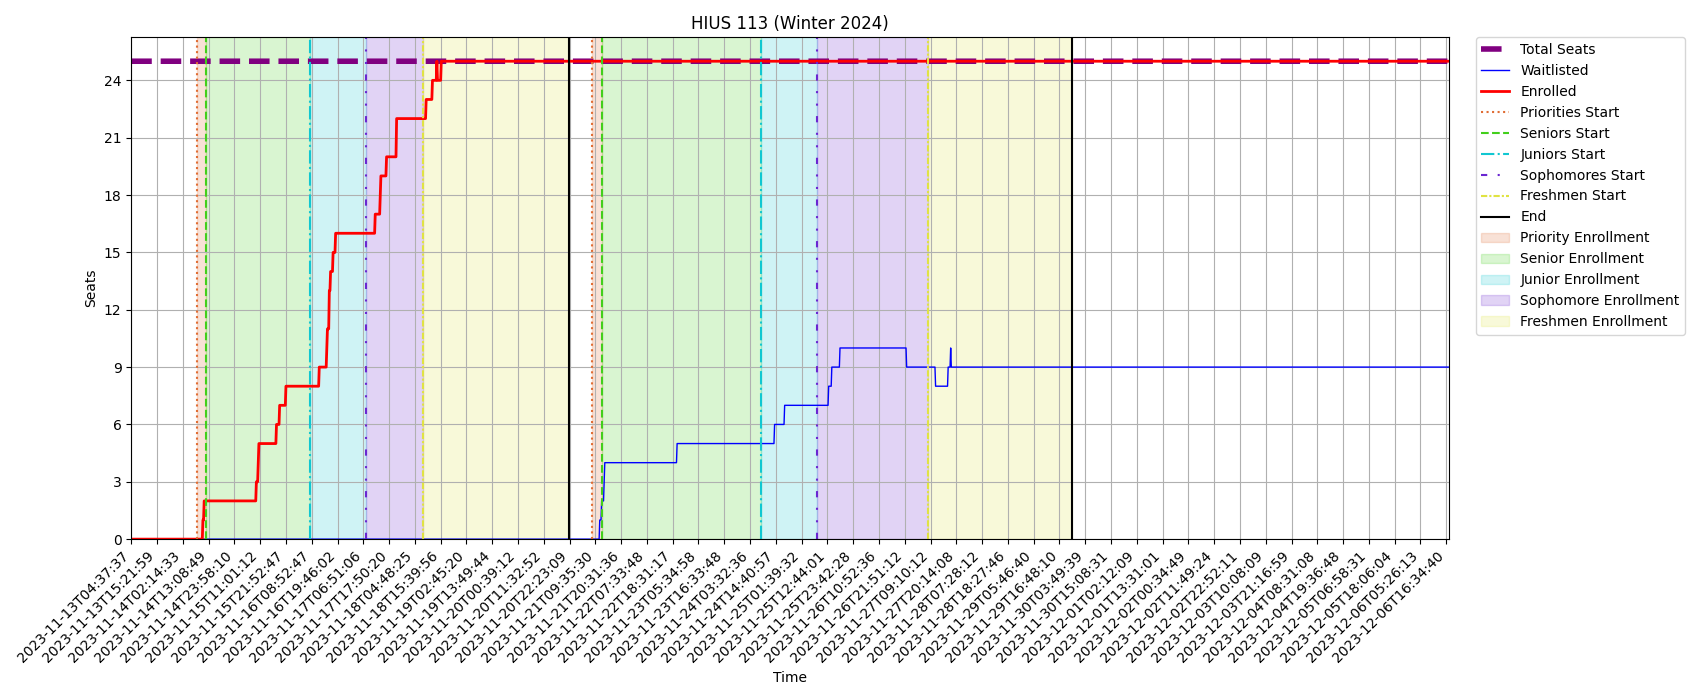 HIUS 113 (Winter 2024)
Total Seats
Waitlisted
Enrolled
Priorities Start
Seniors Start
Juniors Start
Sophomores Start
Freshmen Start
End
Priority Enrollment
Senior Enrollment
Junior Enrollment
Sophomore Enrollment
Freshmen Enrollment
Seats
24
21
18
15
12
9
6
3
0
2023-11-13T04:37:37
2023-11-13T15:21:59
2023-11-14T02:14:33
2023-11-14T13:08:49
2023-11-14T23:58:10
2023-11-15T11:01:12
2023-11-15T21:52:47
2023-11-16T08:52:47
2023-11-16T19:46:02
2023-11-17T06:51:06
2023-11-17T17:50:20
2023-11-18T04:48:25
2023-11-18T15:39:56
2023-11-19T02:45:20
2023-11-19T13:49:44
2023-11-20T00:39:12
2023-11-20T11:32:52
2023-11-20T22:23:09
2023-11-21T09:35:30
2023-11-21T20:31:36
2023-11-22T07:33:48
2023-11-22T18:31:17
2023-11-23T05:34:58
2023-11-23T16:33:48
2023-11-24T03:32:36
2023-11-24T14:40:57
2023-11-25T01:39:32
2023-11-25T12:44:01
2023-11-25T23:42:28
2023-11-26T10:52:36
2023-11-26T21:51:12
2023-11-27T09:10:12
2023-11-27T20:14:08
2023-11-28T07:28:12
2023-11-28T18:27:46
2023-11-29T05:46:40
2023-11-29T16:48:10
2023-11-30T03:49:39
2023-11-30T15:08:31
2023-12-01T02:12:09
2023-12-01T13:31:01
2023-12-02T00:34:49
2023-12-02T11:49:24
2023-12-02T22:52:11
2023-12-03T10:08:09
2023-12-03T21:16:59
2023-12-04T08:31:08
2023-12-04T19:36:48
2023-12-05T06:58:31
2023-12-05T18:06:04
2023-12-06T05:26:13
2023-12-06T16:34:40
Time